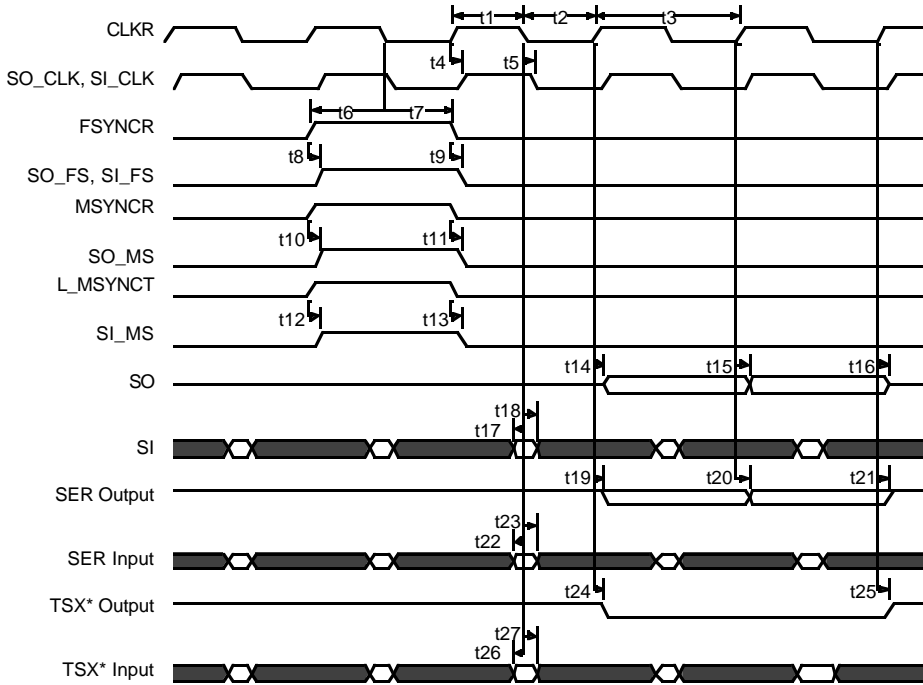 t1 t2 t3
CLKR
t4 t5
SO_CLK, SI_CLK
t6 t7
FSYNCR
t8 t9
SO_FS, SI_FS
MSYNCR
t10 t11
SO_MS
L_MSYNCT
t12 t13
SI_MS
t14 t15 t16
SO
t18
t17
SI
t19 t20 t21
SER Output
t23
t22
SER Input
t24 t25
TSX* Output
t27
t26
TSX* Input